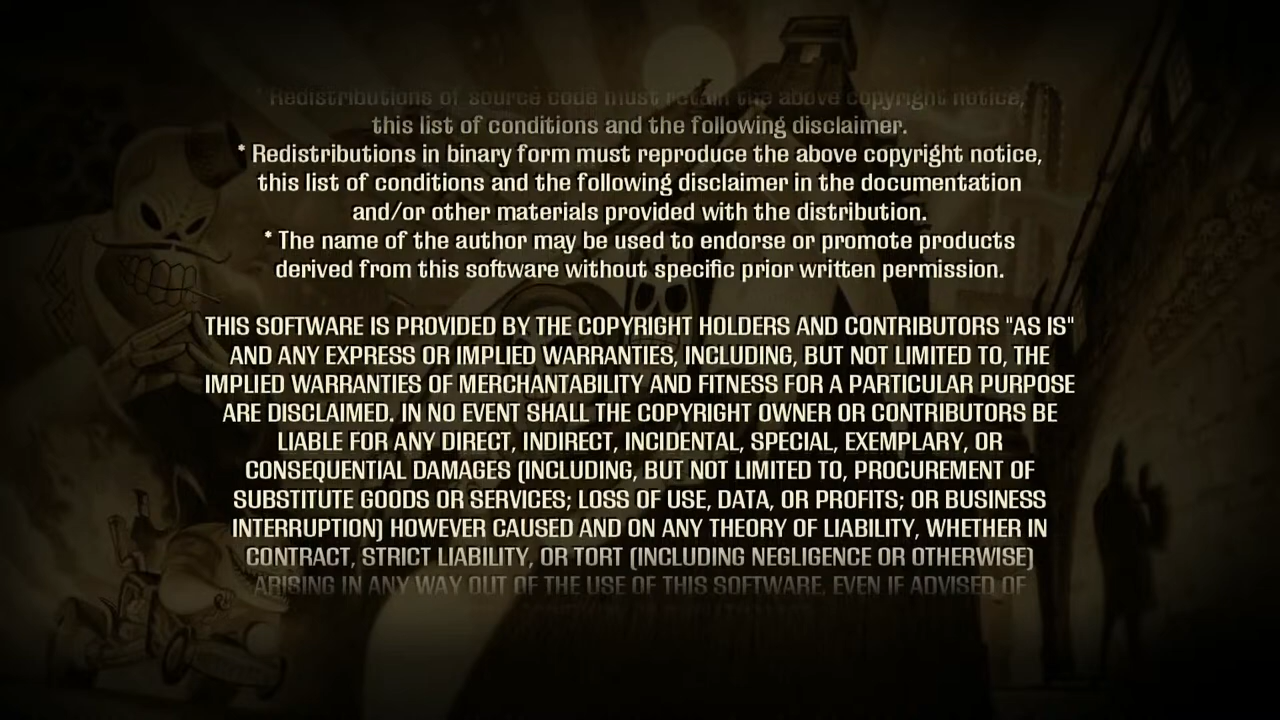 * Redistributions of source code must retain the above copyright notice,
this list of conditions and the following disclaimer.
* Redistributions in binary form must reproduce the above copyright notice,
this list of conditions and the following disclaimer in the documentation
and/or other materials provided with the distribution.
* The name of the author may be used to endorse or promote products
derived from this software without specific prior written permission.
THIS SOFTWARE IS PROVIDED BY THE COPYRIGHT HOLDERS AND CONTRIBUTORS "AS IS"
AND ANY EXPRESS OR IMPLIED WARRANTIES, INCLUDING, BUT NOT LIMITED TO, THE
IMPLIED WARRANTIES OF MERCHANTABILITY AND FITNESS FOR A PARTICULAR PURPOSE
ARE DISCLAIMED. IN NO EVENT SHALL THE COPYRIGHT OWNER OR CONTRIBUTORS BE
LIABLE FOR ANY DIRECT, INDIRECT, INCIDENTAL, SPECIAL, EXEMPLARY, OR
CONSEQUENTIAL DAMAGES (INCLUDING, BUT NOT LIMITED TO, PROCUREMENT OF
SUBSTITUTE GOODS OR SERVICES; LOSS OF USE, DATA, OR PROFITS; OR BUSINESS
INTERRUPTION) HOWEVER CAUSED AND ON ANY THEORY OF LIABILITY, WHETHER IN
CONTRACT, STRICT LIABILITY, OR TORT (INCLUDING NEGLIGENCE OR OTHERWISE)
ARISING IN ANY WAY OUT OF THE USE OF THIS SOFTWARE, EVEN IF ADVISED OF